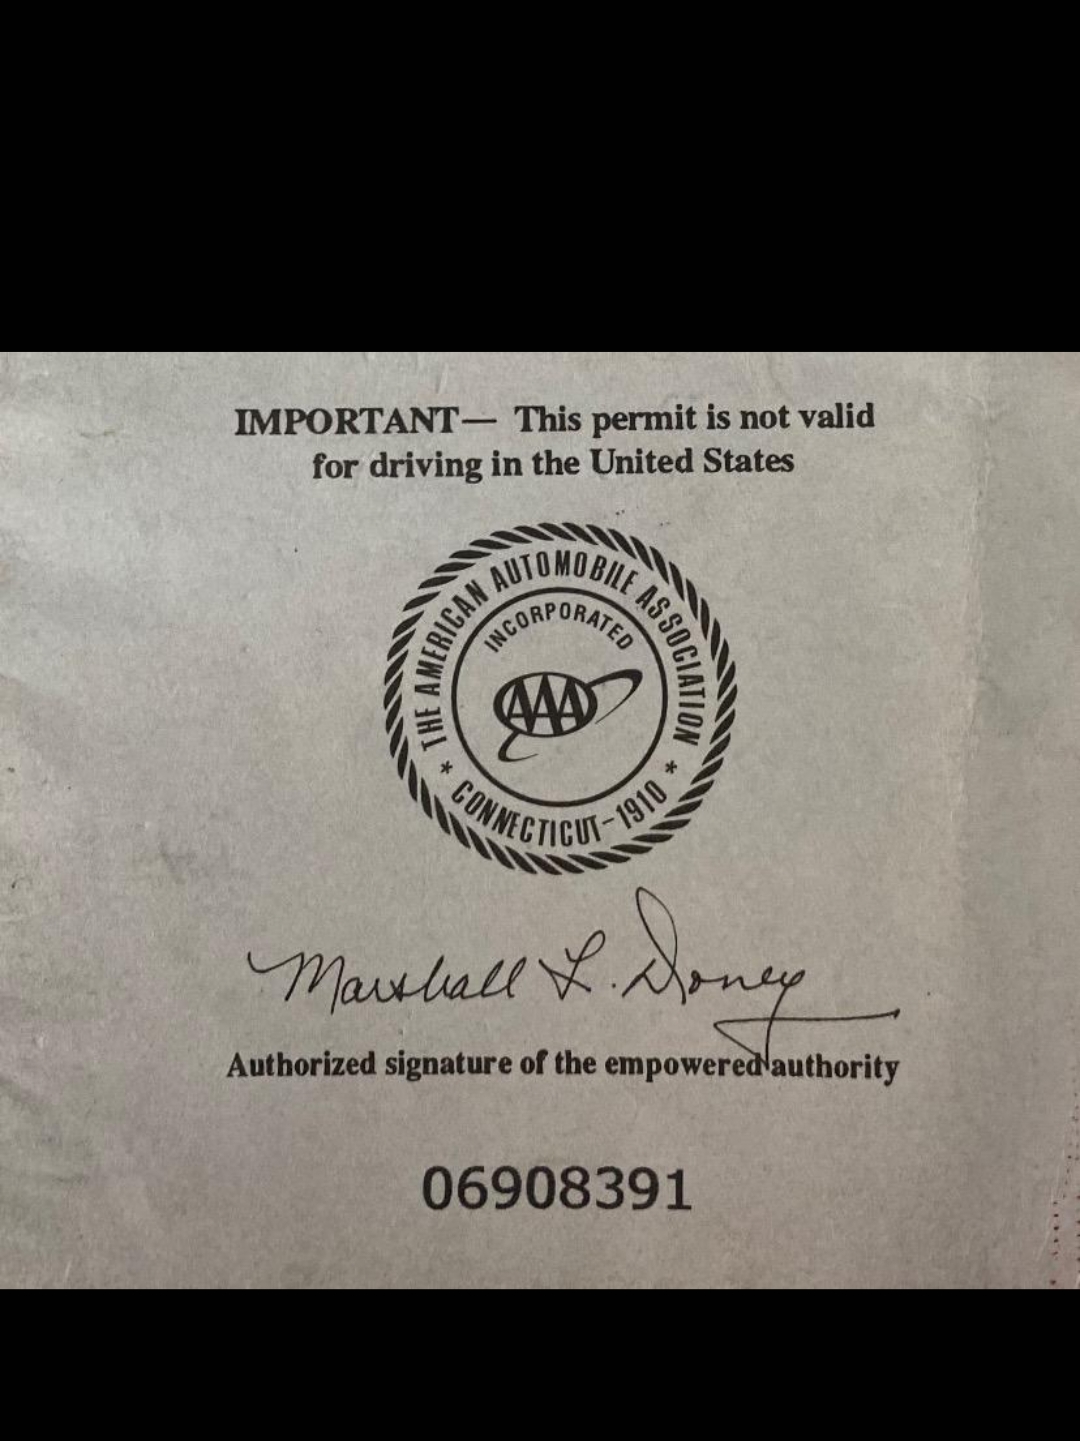 IMPORTANT— This permit is not valid
for driving in the United States
THE AMERICAN AUTOMOBILE ASSOCIATION
INCORPORATED
AAA
* CONNECTICUT-1910 *
Marshall L. Doney
Authorized signature of the empowered authority
06908391